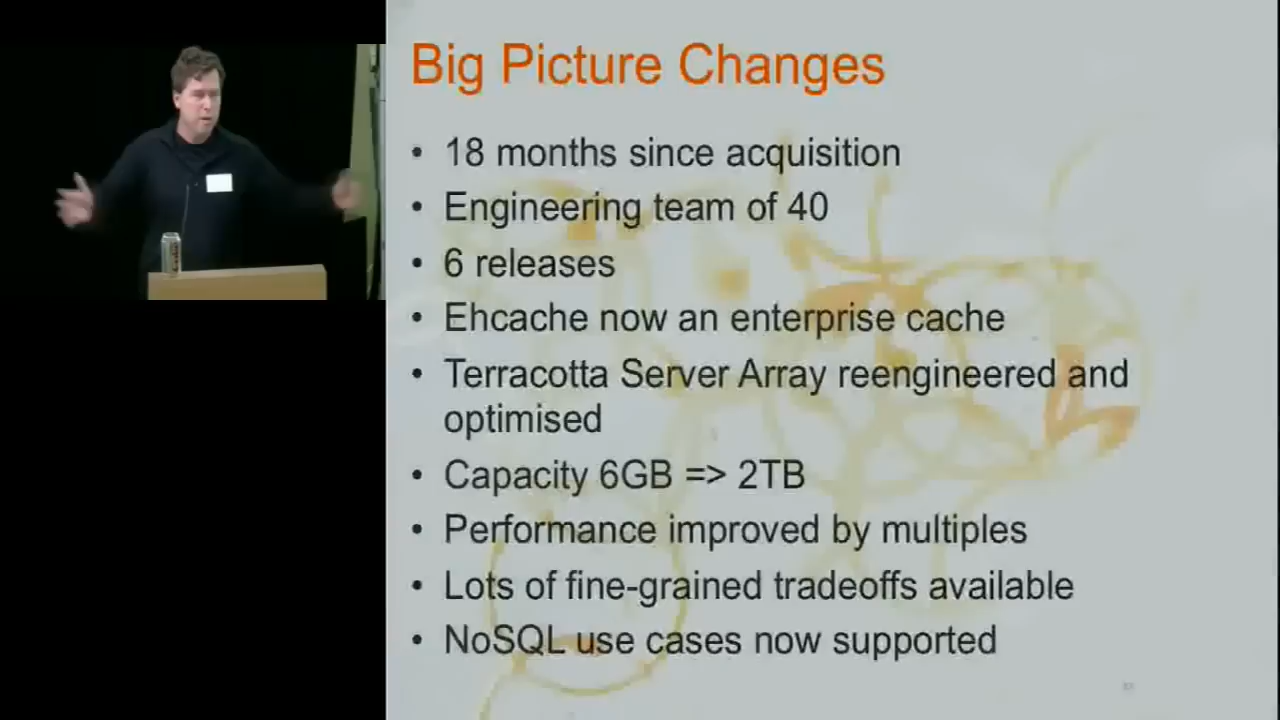 Big Picture Changes
• 18 months since acquisition
• Engineering team of 40
• 6 releases
• Ehcache now an enterprise cache
• Terracotta Server Array reengineered and
optimised
• Capacity 6GB => 2TB
• Performance improved by multiples
• Lots of fine-grained tradeoffs available
• NoSQL use cases now supported